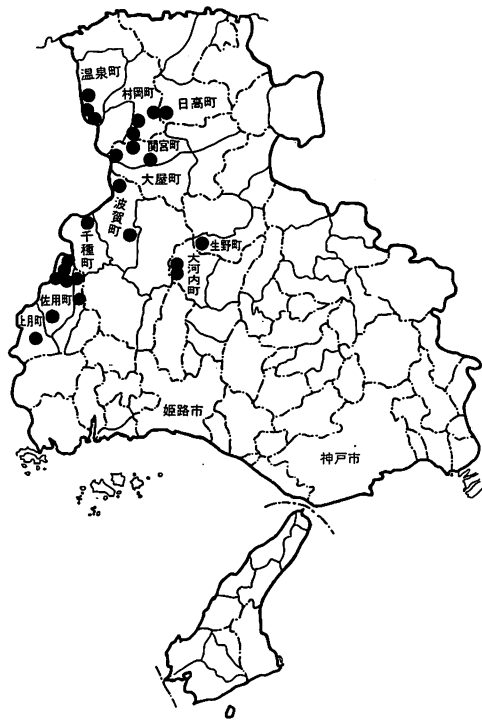 温泉町
村岡町
日高町
関宮町
大屋町
波賀町
生野町
千種町
大河内町
佐用町
上月町
姫路市
神戸市